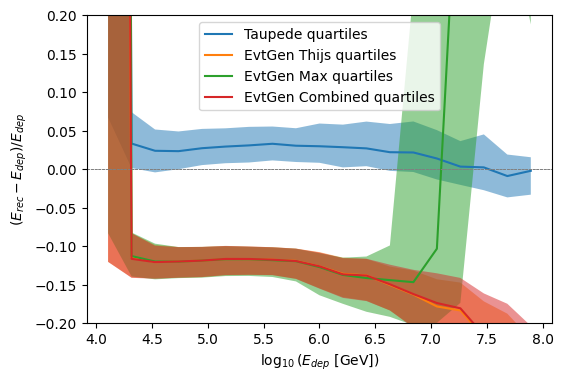 Taupede quartiles
EvtGen Thijs quartiles
EvtGen Max quartiles
EvtGen Combined quartiles
0.20
0.15
0.10
0.05
0.00
−0.05
−0.10
−0.15
−0.20
(E_rec − E_dep)/E_dep
4.0 4.5 5.0 5.5 6.0 6.5 7.0 7.5 8.0
log₁₀(E_dep [GeV])